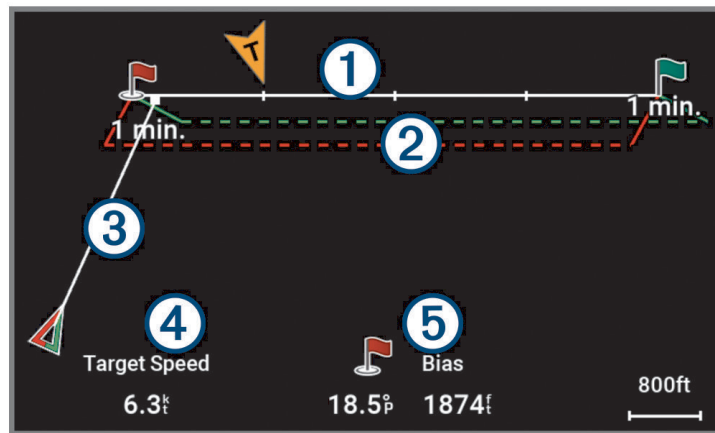 T
1
1 min.
1 min.
2
3
4
5
Target Speed
Bias
6.3kt
18.5°P
1874ft
800ft